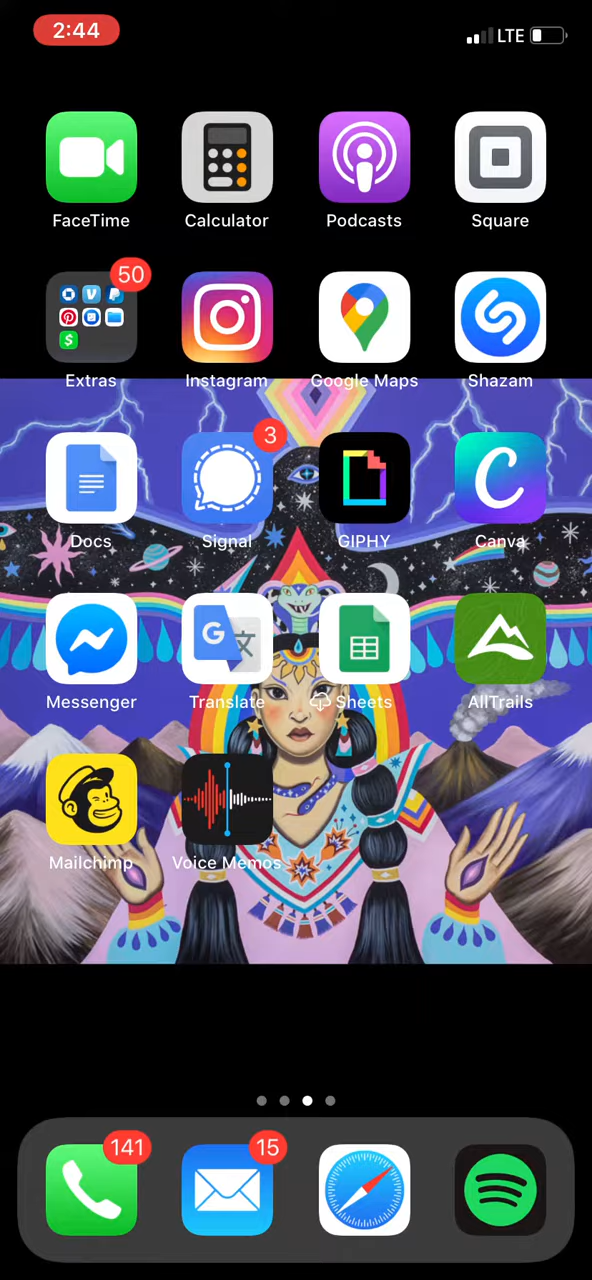 2:44 LTE
FaceTime Calculator Podcasts Square
50
Extras Instagram Google Maps Shazam
3
Docs Signal GIPHY Canva
Messenger Translate Sheets AllTrails
Mailchimp Voice Memos
141 15